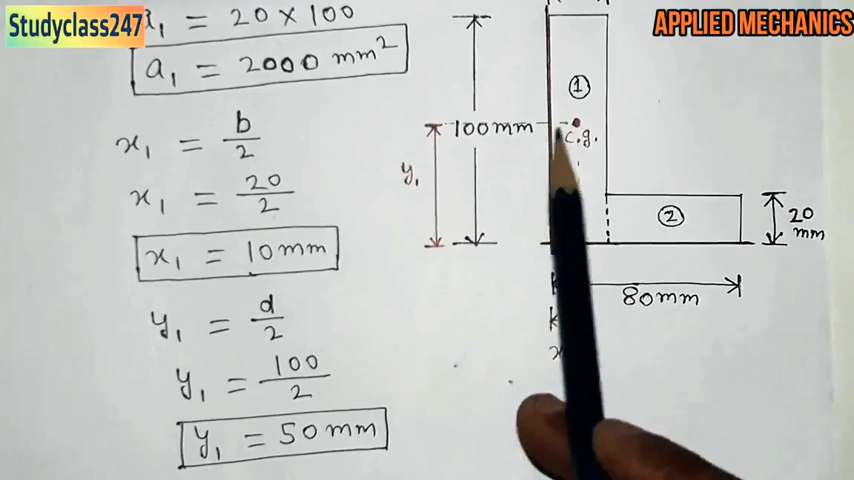 Studyclass247
APPLIED MECHANICS
a₁ = 20 × 100
a₁ = 2000 mm²
x₁ = b/2
x₁ = 20/2
x₁ = 10mm
y₁ = d/2
y₁ = 100/2
y₁ = 50mm
①
100mm
c.g.
y₁
②
20
mm
80mm
x